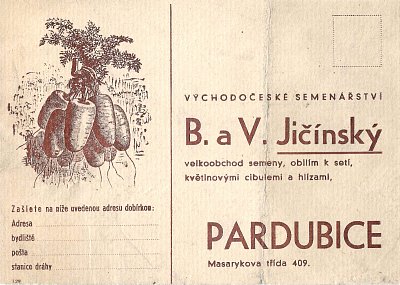 VÝCHODOČESKÉ SEMENÁŘSTVÍ
B. a V. Jičínský
velkoobchod semeny, obilím k setí,
květinovými cibulemi a hlízami,
PARDUBICE
Masarykova třída 409.
Zašlete na níže uvedenou adresu dobírkou:
Adresa
bydliště
pošta
stanice dráhy